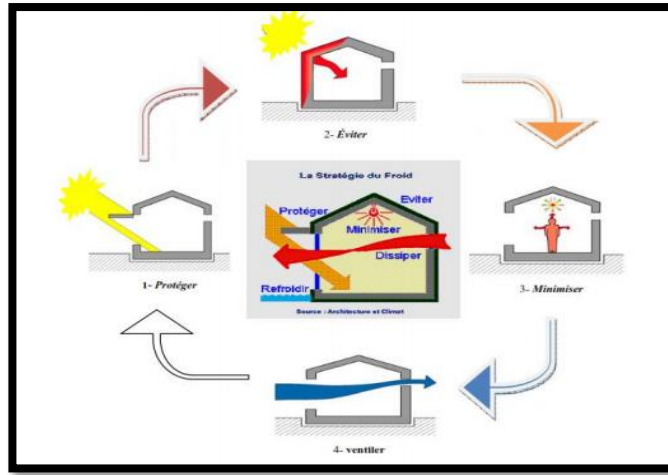 2- Éviter
La Stratégie du Froid
Eviter
Protéger
Minimiser
Dissiper
Refroidir
Source : Architecture et Climat
1- Protéger
3- Minimiser
4- ventiler